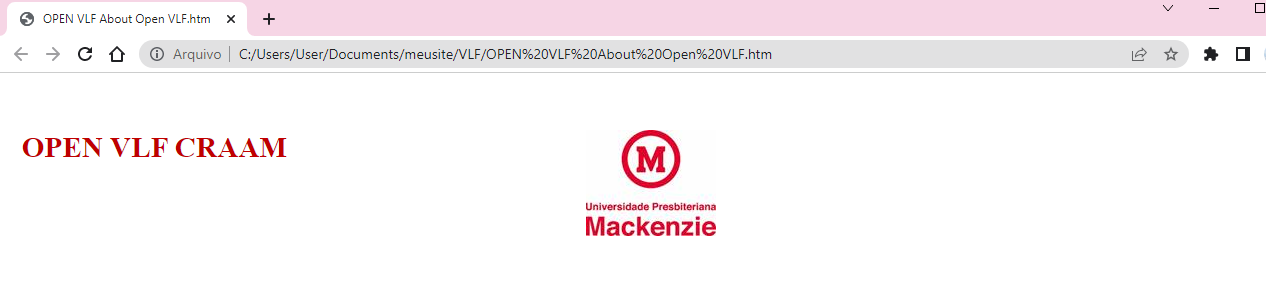 OPEN VLF About Open VLF.htm
Arquivo C:/Users/User/Documents/meusite/VLF/OPEN%20VLF%20About%20Open%20VLF.htm
OPEN VLF CRAAM
M
Universidade Presbiteriana
Mackenzie